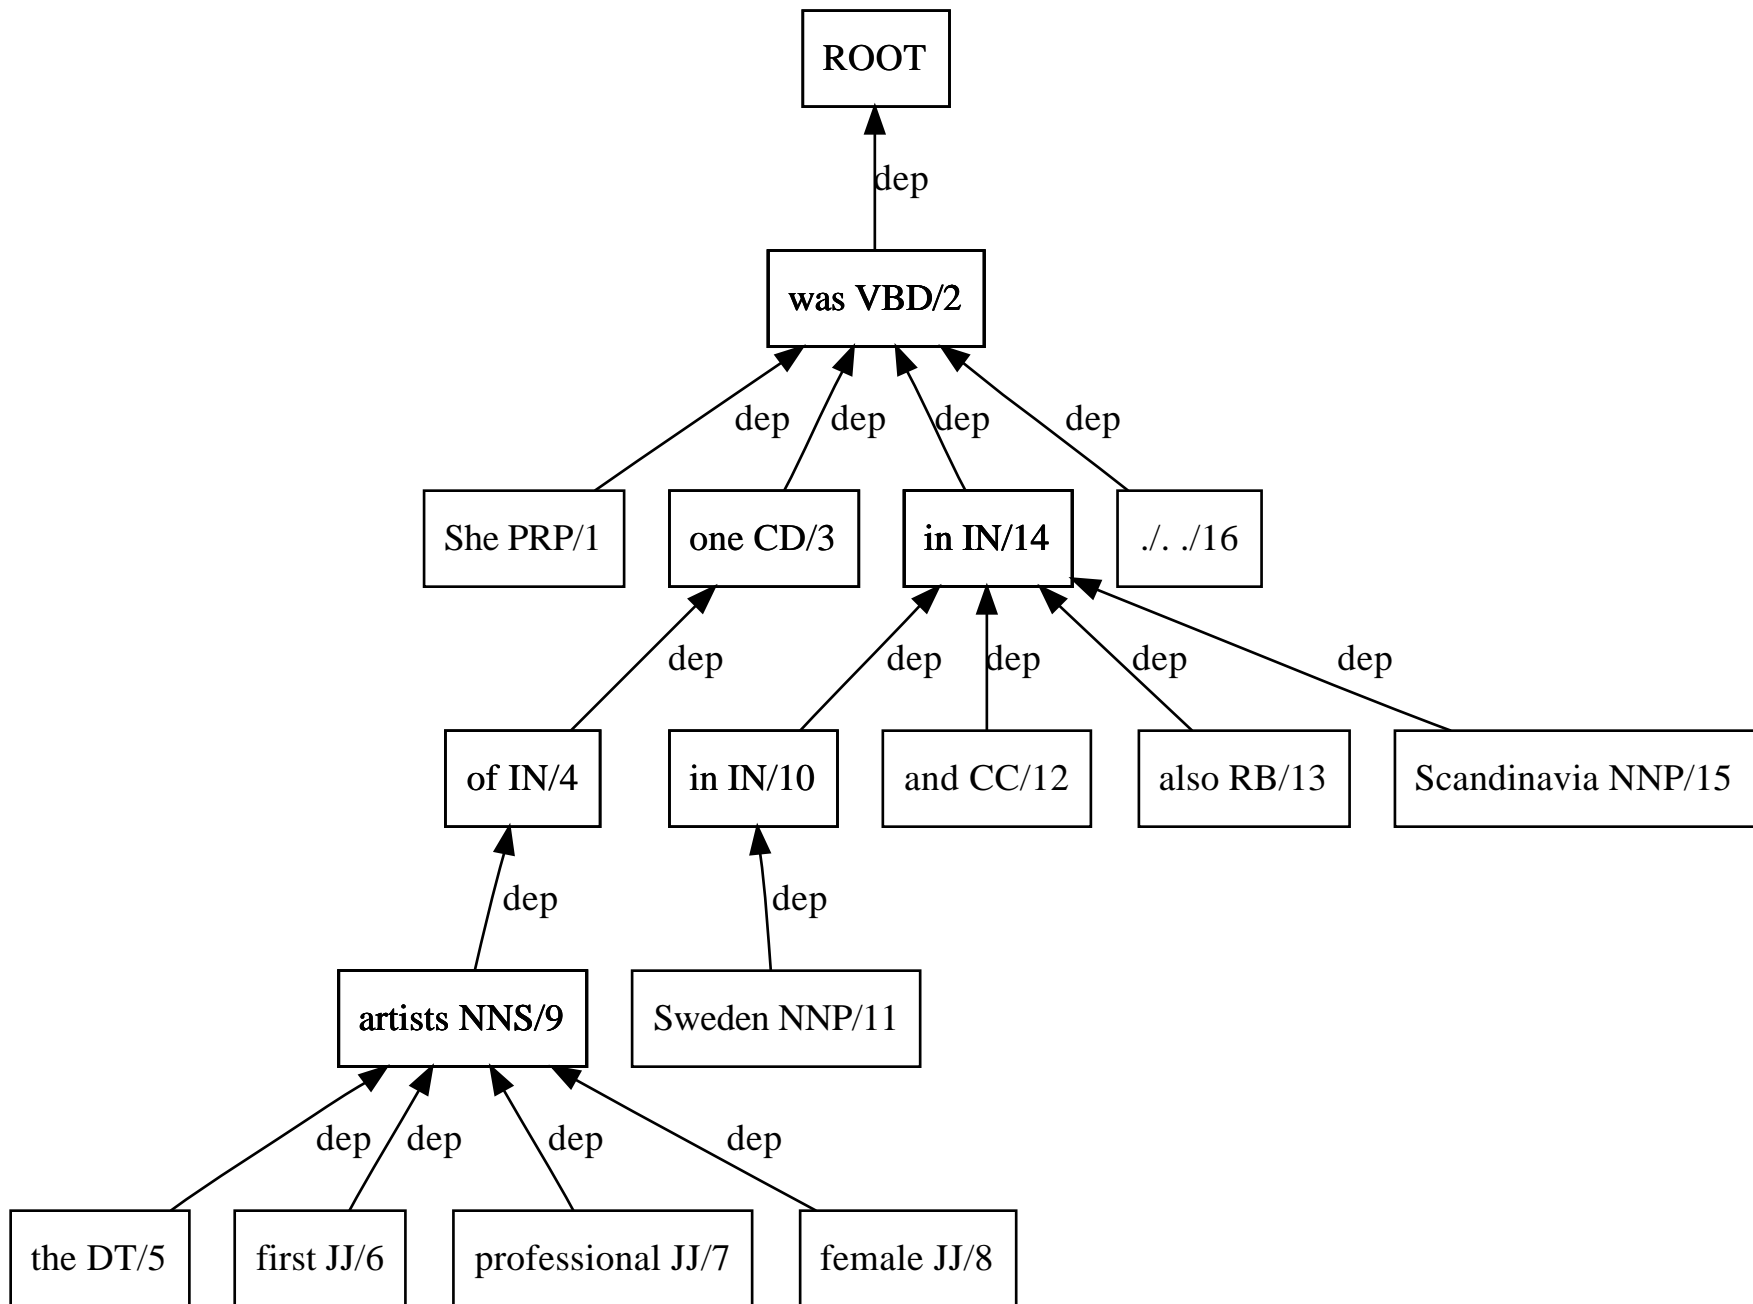 ROOT
dep
was VBD/2
dep dep dep dep
She PRP/1 one CD/3 in IN/14 ./. ./16
dep dep dep dep dep
of IN/4 in IN/10 and CC/12 also RB/13 Scandinavia NNP/15
dep dep
artists NNS/9 Sweden NNP/11
dep dep dep dep
the DT/5 first JJ/6 professional JJ/7 female JJ/8